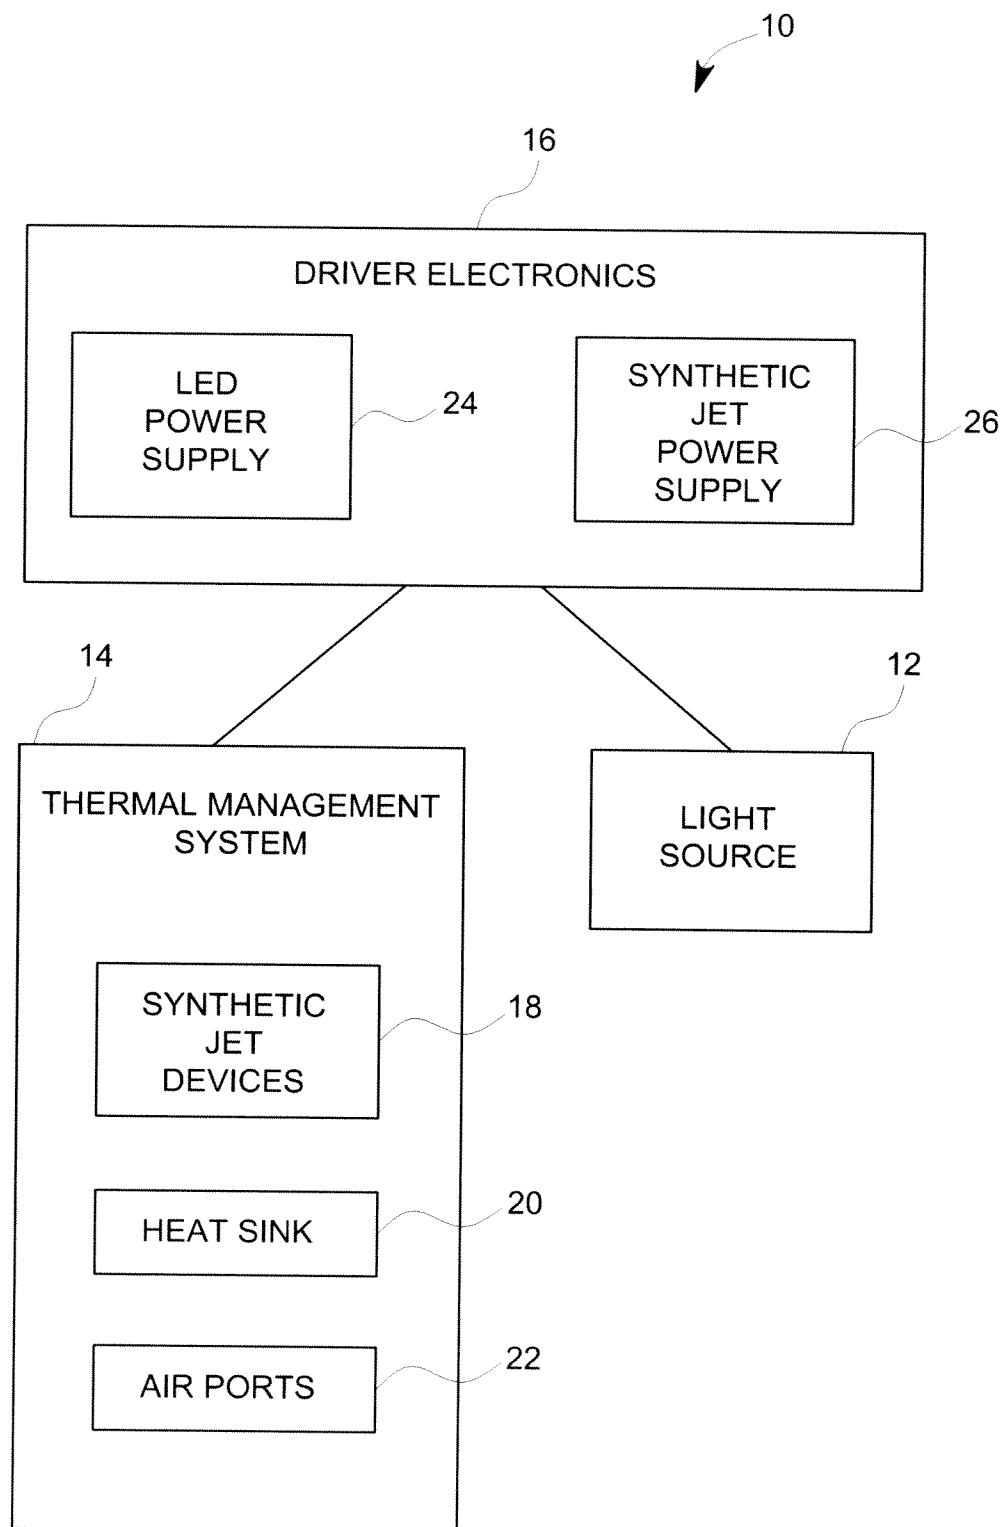 10
16
DRIVER ELECTRONICS
LED
POWER
SUPPLY
24
SYNTHETIC
JET
POWER
SUPPLY
26
14
THERMAL MANAGEMENT
SYSTEM
12
LIGHT
SOURCE
SYNTHETIC
JET
DEVICES
18
HEAT SINK
20
AIR PORTS
22